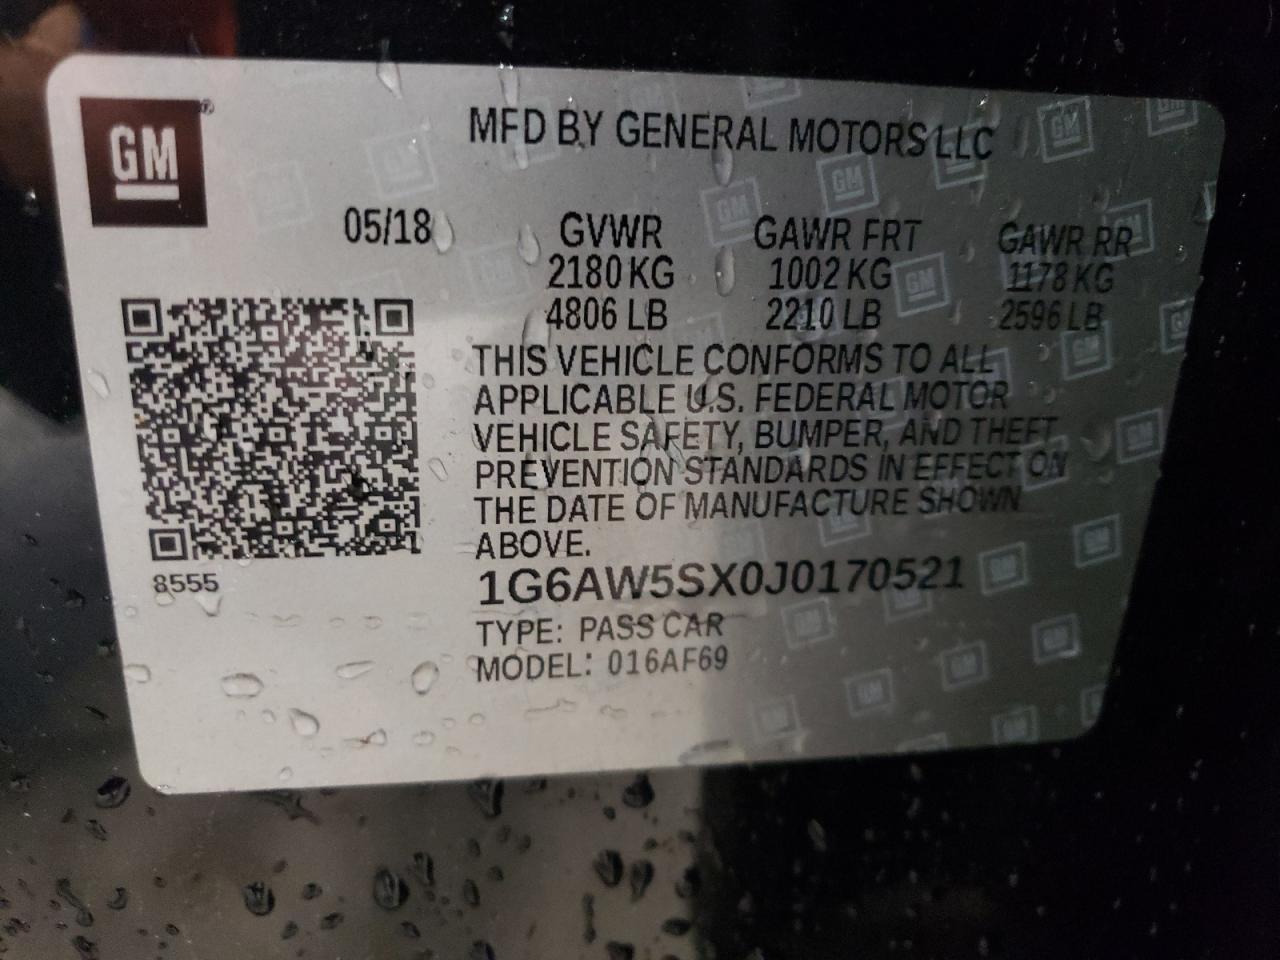 GM
MFD BY GENERAL MOTORS LLC
05/18 GVWR GAWR FRT GAWR RR
2180 KG 1002 KG 1178 KG
4806 LB 2210 LB 2596 LB
THIS VEHICLE CONFORMS TO ALL
APPLICABLE U.S. FEDERAL MOTOR
VEHICLE SAFETY, BUMPER, AND THEFT
PREVENTION STANDARDS IN EFFECT ON
THE DATE OF MANUFACTURE SHOWN
ABOVE.
8555
1G6AW5SX0J0170521
TYPE: PASS CAR
MODEL: 016AF69